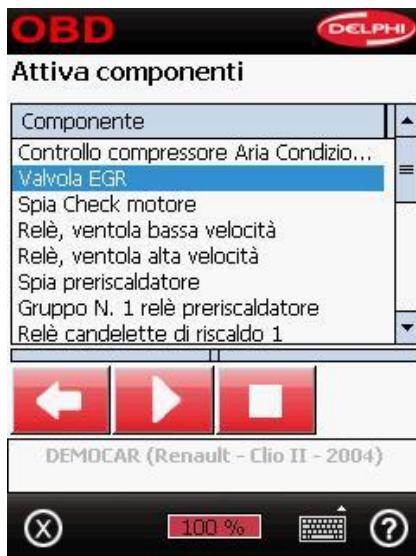 OBD
DELPHI
Attiva componenti
Componente
Controllo compressore Aria Condizio...
Valvola EGR
Spia Check motore
Relè, ventola bassa velocità
Relè, ventola alta velocità
Spia preriscaldatore
Gruppo N. 1 relè preriscaldatore
Relè candelette di riscaldo 1
DEMOCAR (Renault - Clio II - 2004)
100 %
?